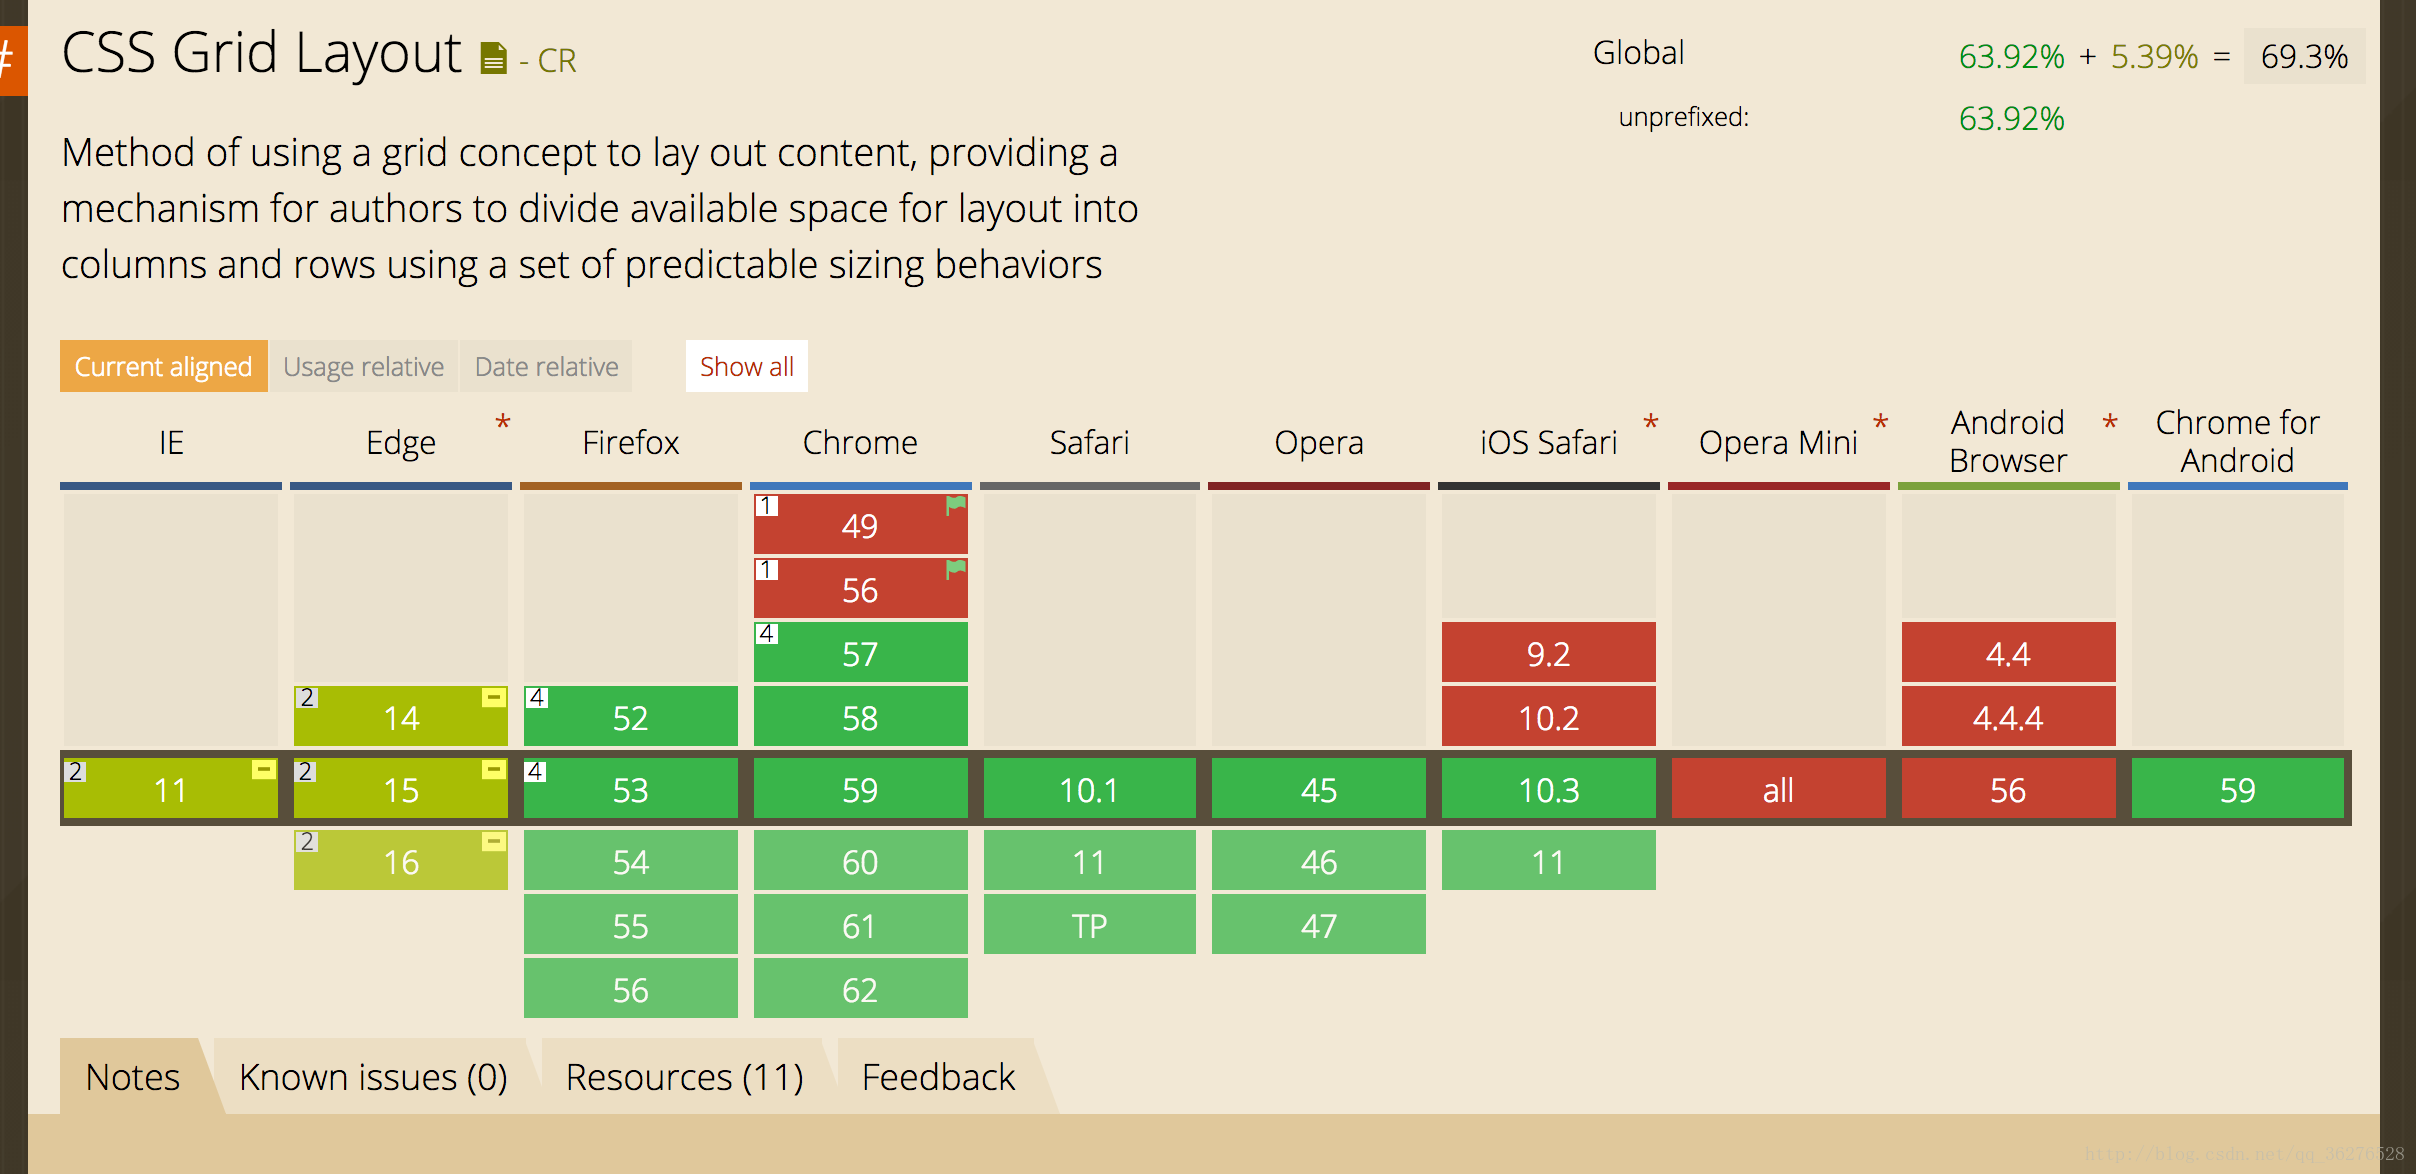 #
CSS Grid Layout - CR
Global 63.92% + 5.39% = 69.3%
unprefixed: 63.92%
Method of using a grid concept to lay out content, providing a
mechanism for authors to divide available space for layout into
columns and rows using a set of predictable sizing behaviors
Current aligned Usage relative Date relative Show all
IE Edge * Firefox Chrome Safari Opera iOS Safari * Opera Mini * Android Browser * Chrome for Android
1 49
1 56
4 57 9.2 4.4
2 14 - 4 52 58 10.2 4.4.4
2 11 - 2 15 - 4 53 59 10.1 45 10.3 all 56 59
2 16 - 54 60 11 46 11
55 61 TP 47
56 62
Notes Known issues (0) Resources (11) Feedback
http://blog.csdn.net/qq_36276528